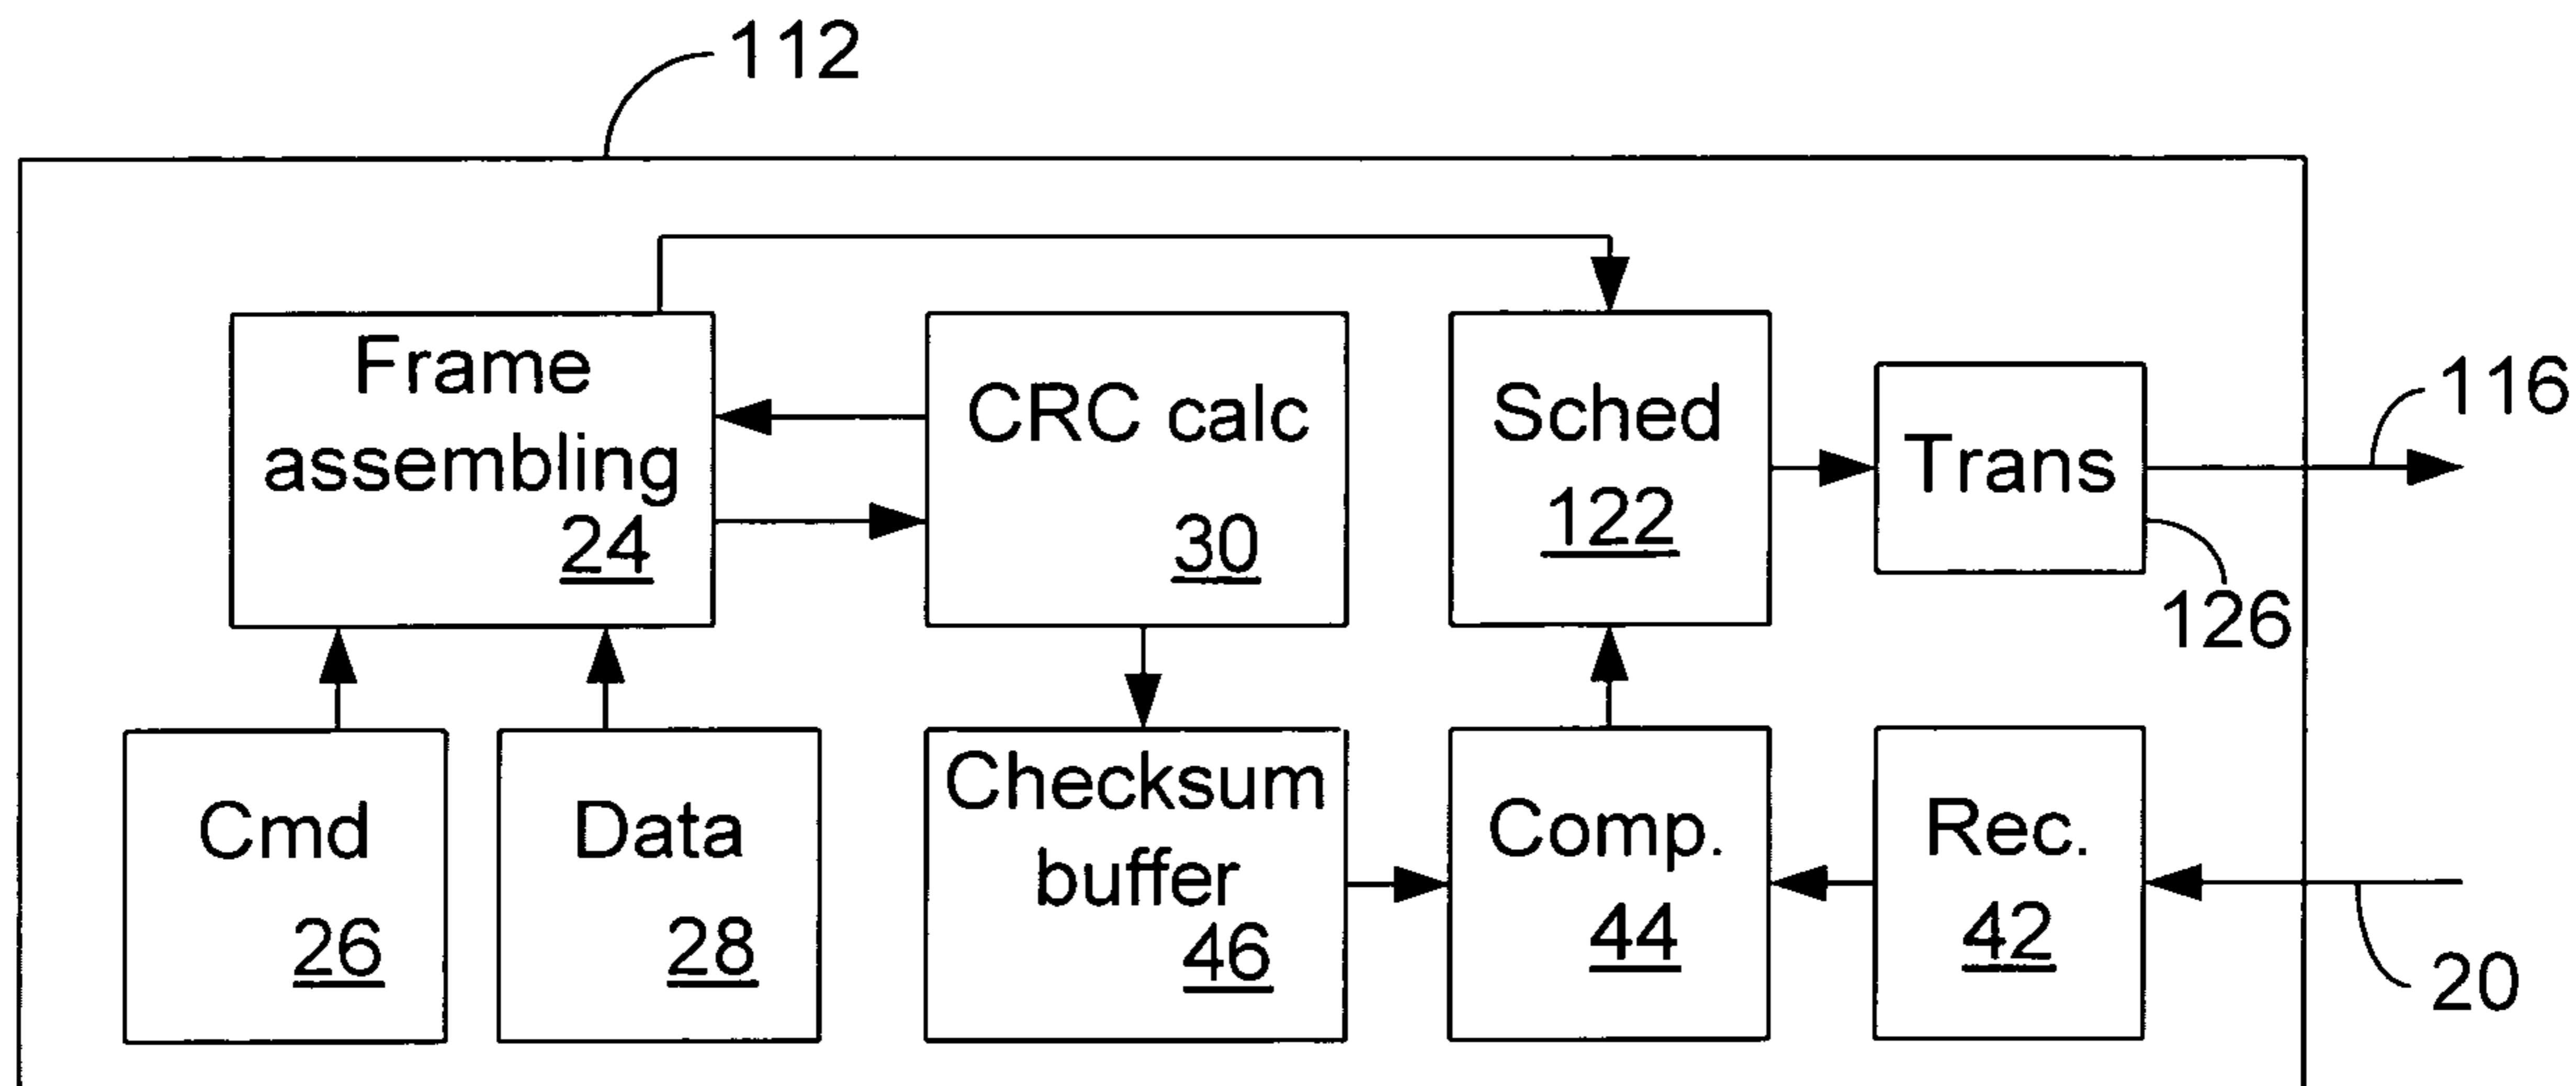 112
Frame
assembling
24
CRC calc
30
Sched
122
Trans
116
126
Cmd
26
Data
28
Checksum
buffer
46
Comp.
44
Rec.
42
20